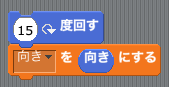 15 度回す
向き を 向き にする